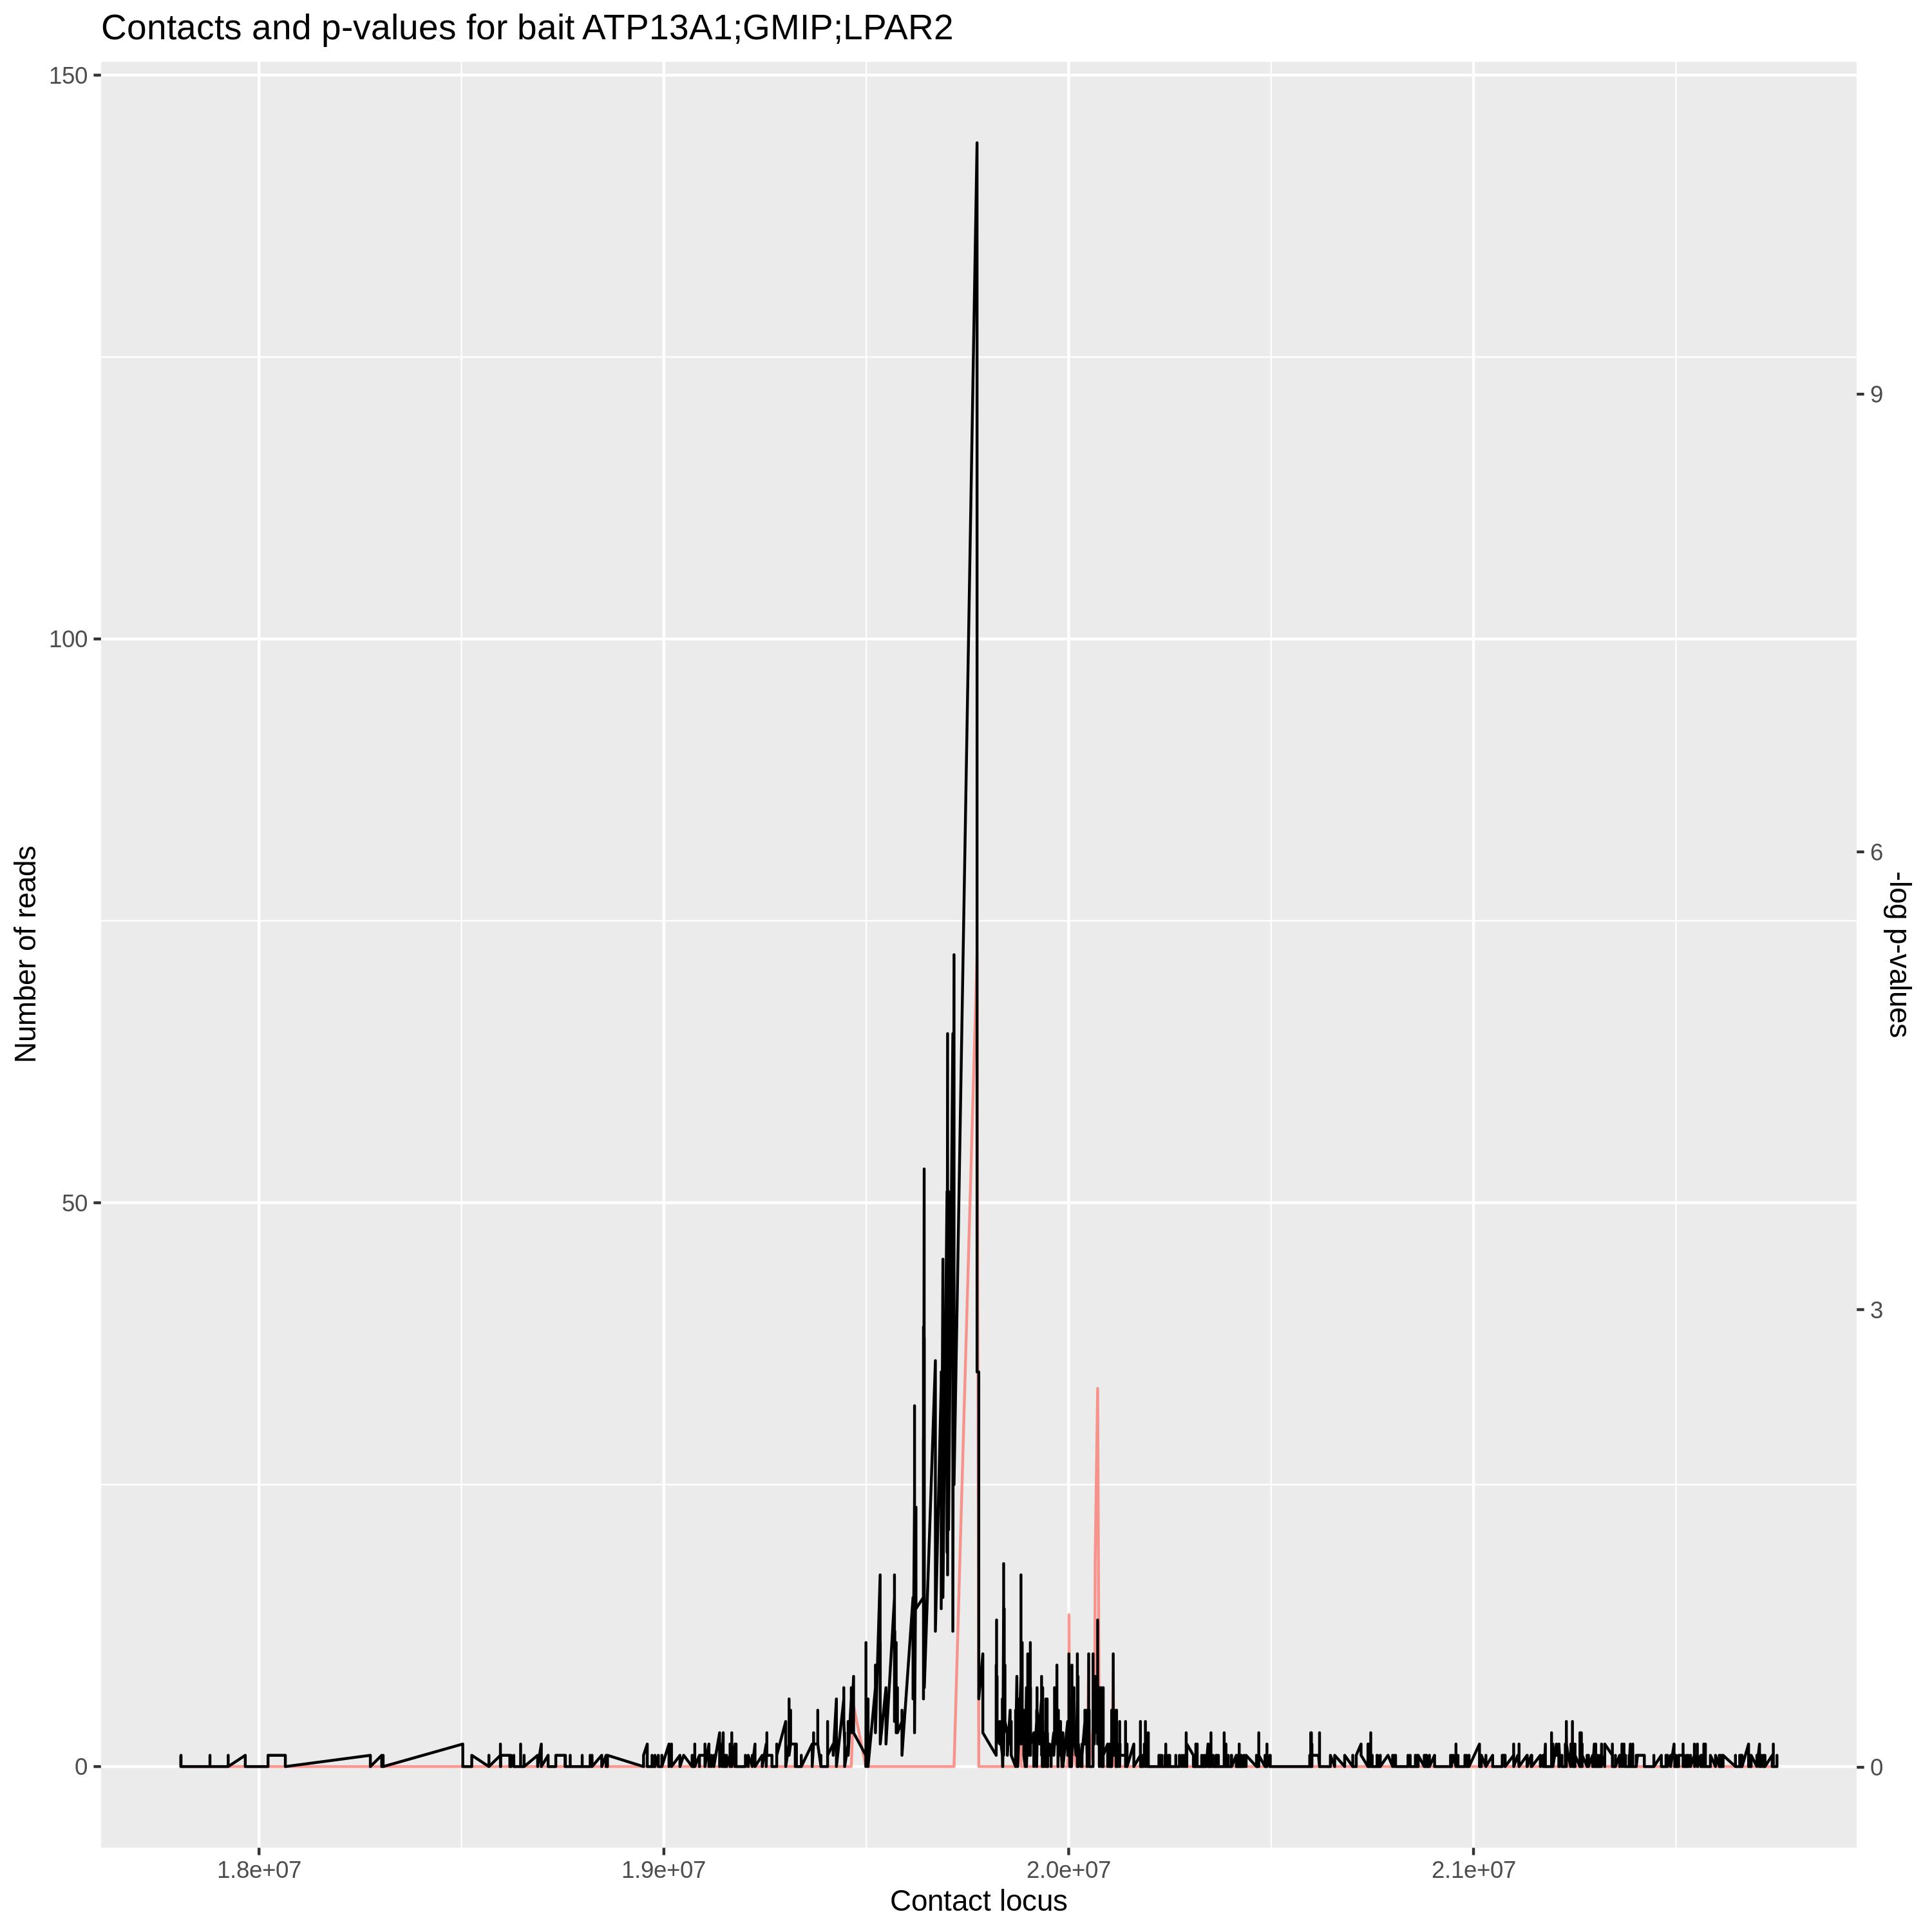 Contacts and p-values for bait ATP13A1;GMIP;LPAR2
150
100
50
0
Number of reads
9
6
3
0
-log p-values
1.8e+07
1.9e+07
2.0e+07
2.1e+07
Contact locus